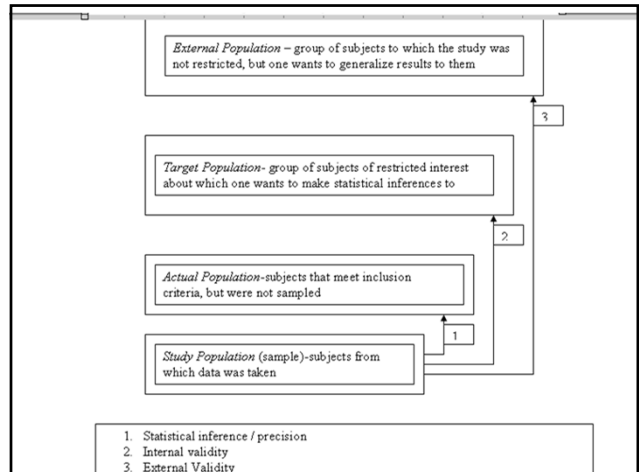 External Population – group of subjects to which the study was
not restricted, but one wants to generalize results to them
3
Target Population- group of subjects of restricted interest
about which one wants to make statistical inferences to
2
Actual Population-subjects that meet inclusion
criteria, but were not sampled
1
Study Population (sample)-subjects from
which data was taken
1. Statistical inference / precision
2. Internal validity
3. External Validity